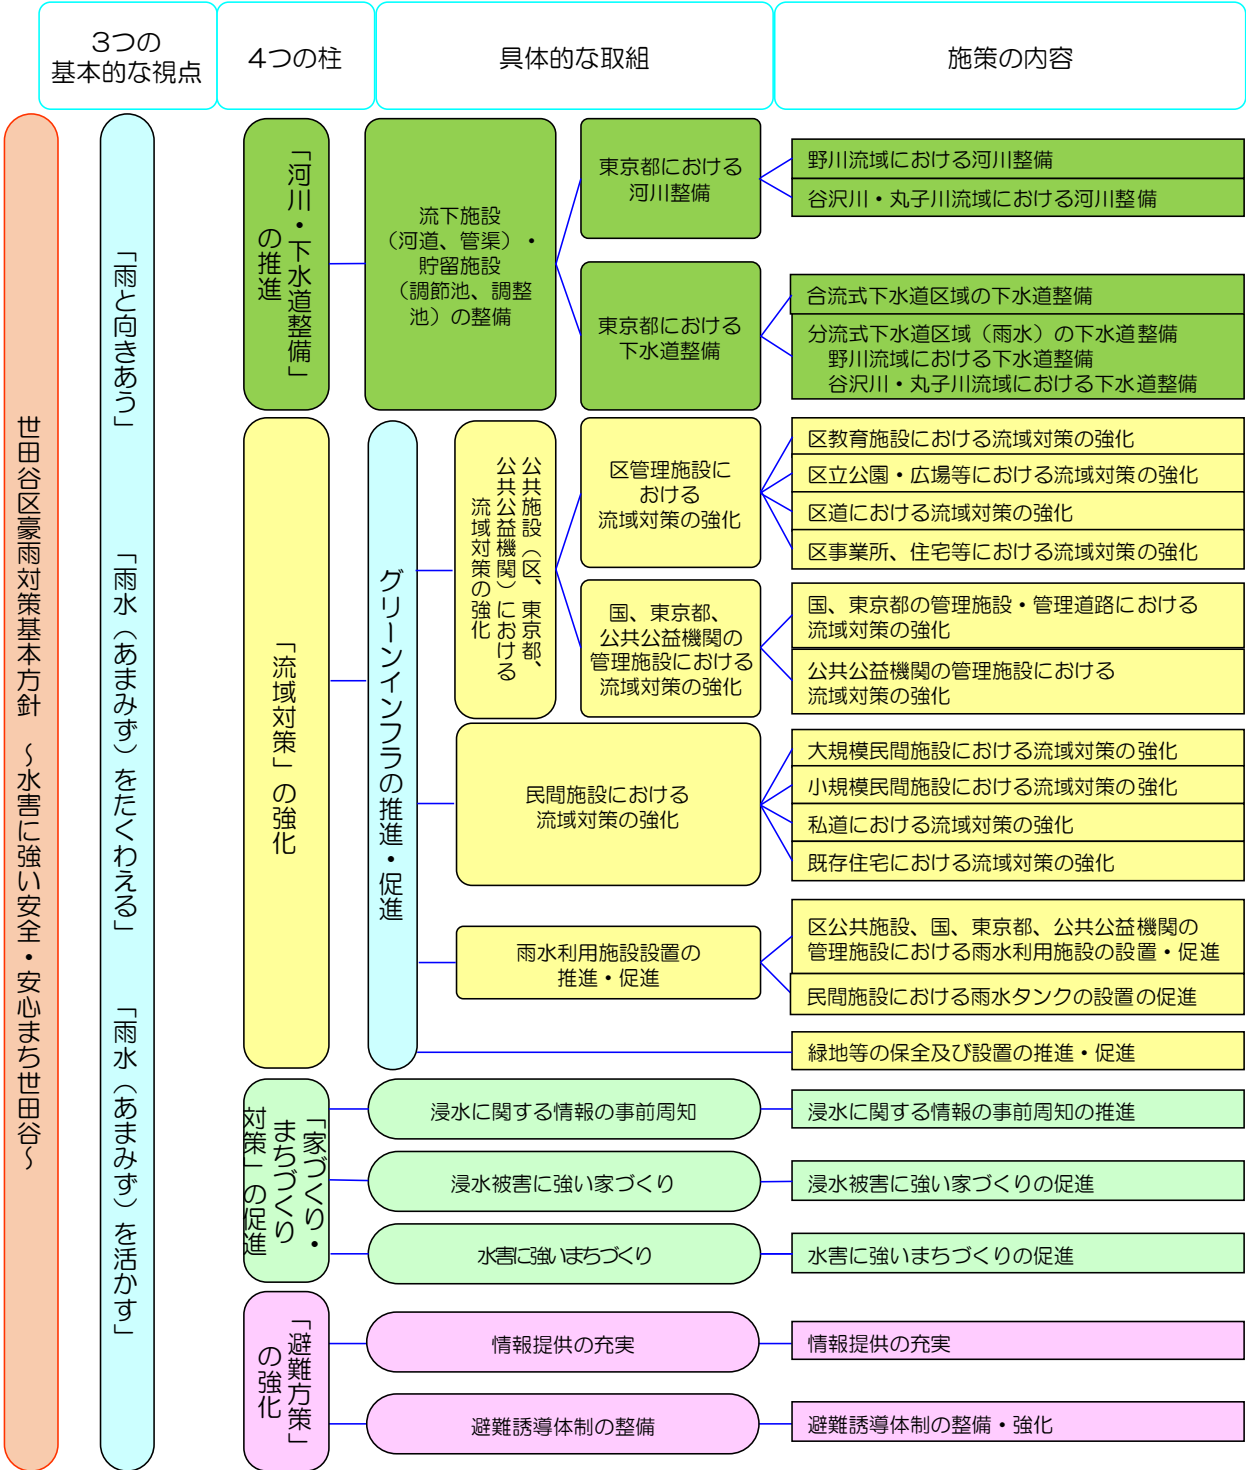 3つの
基本的な視点
4つの柱
具体的な取組
施策の内容
世田谷区豪雨対策基本方針　～水害に強い安全・安心まち世田谷～
「雨と向きあう」
「雨水（あまみず）をたくわえる」
「雨水（あまみず）を活かす」
「河川・下水道整備」
の推進
流下施設
（河道、管渠）・
貯留施設
（調節池、調整
池）の整備
東京都における
河川整備
野川流域における河川整備
谷沢川・丸子川流域における河川整備
東京都における
下水道整備
合流式下水道区域の下水道整備
分流式下水道区域（雨水）の下水道整備
野川流域における下水道整備
谷沢川・丸子川流域における下水道整備
「流域対策」の強化
グリーンインフラの推進・促進
公共施設（区、東京都、
公共公益機関）における
流域対策の強化
区管理施設に
おける
流域対策の強化
区教育施設における流域対策の強化
区立公園・広場等における流域対策の強化
区道における流域対策の強化
区事業所、住宅等における流域対策の強化
国、東京都、
公共公益機関の
管理施設における
流域対策の強化
国、東京都の管理施設・管理道路における
流域対策の強化
公共公益機関の管理施設における
流域対策の強化
民間施設における
流域対策の強化
大規模民間施設における流域対策の強化
小規模民間施設における流域対策の強化
私道における流域対策の強化
既存住宅における流域対策の強化
雨水利用施設設置の
推進・促進
区公共施設、国、東京都、公共公益機関の
管理施設における雨水利用施設の設置・促進
民間施設における雨水タンクの設置の促進
緑地等の保全及び設置の推進・促進
「家づくり・
まちづくり
対策」の促進
浸水に関する情報の事前周知
浸水に関する情報の事前周知の推進
浸水被害に強い家づくり
浸水被害に強い家づくりの促進
水害に強いまちづくり
水害に強いまちづくりの促進
「避難方策」
の強化
情報提供の充実
情報提供の充実
避難誘導体制の整備
避難誘導体制の整備・強化